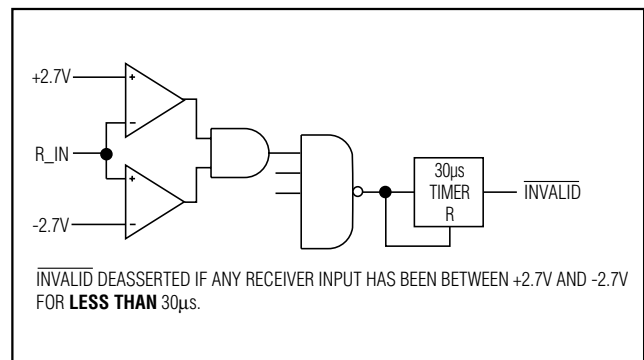 +2.7V
+
-
R_IN
+
-2.7V
-
30µs
TIMER
R
INVALID
INVALID DEASSERTED IF ANY RECEIVER INPUT HAS BEEN BETWEEN +2.7V AND -2.7V
FOR LESS THAN 30µs.